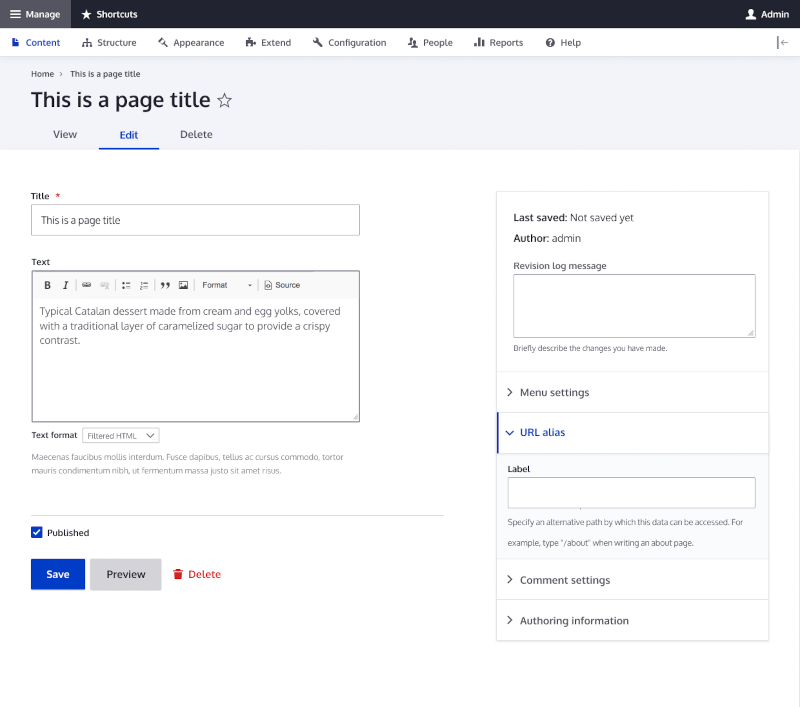 Manage Shortcuts Admin
Content Structure Appearance Extend Configuration People Reports Help
Home › This is a page title
This is a page title
View Edit Delete
Title *
This is a page title
Text
B I Format Source
Typical Catalan dessert made from cream and egg yolks, covered
with a traditional layer of caramelized sugar to provide a crispy
contrast.
Text format Filtered HTML
Maecenas faucibus mollis interdum. Fusce dapibus, tellus ac cursus commodo, tortor
mauris condimentum nibh, ut fermentum massa justo sit amet risus.
Published
Save Preview Delete
Last saved: Not saved yet
Author: admin
Revision log message
Briefly describe the changes you have made.
Menu settings
URL alias
Label
Specify an alternative path by which this data can be accessed. For
example, type "/about" when writing an about page.
Comment settings
Authoring information